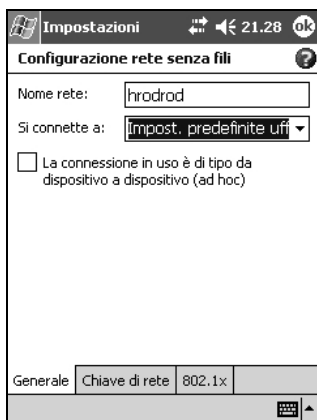 Impostazioni 21.28 ok
Configurazione rete senza fili ?
Nome rete: hrodrod
Si connette a: Impost. predefinite uff
La connessione in uso è di tipo da
dispositivo a dispositivo (ad hoc)
Generale Chiave di rete 802.1x